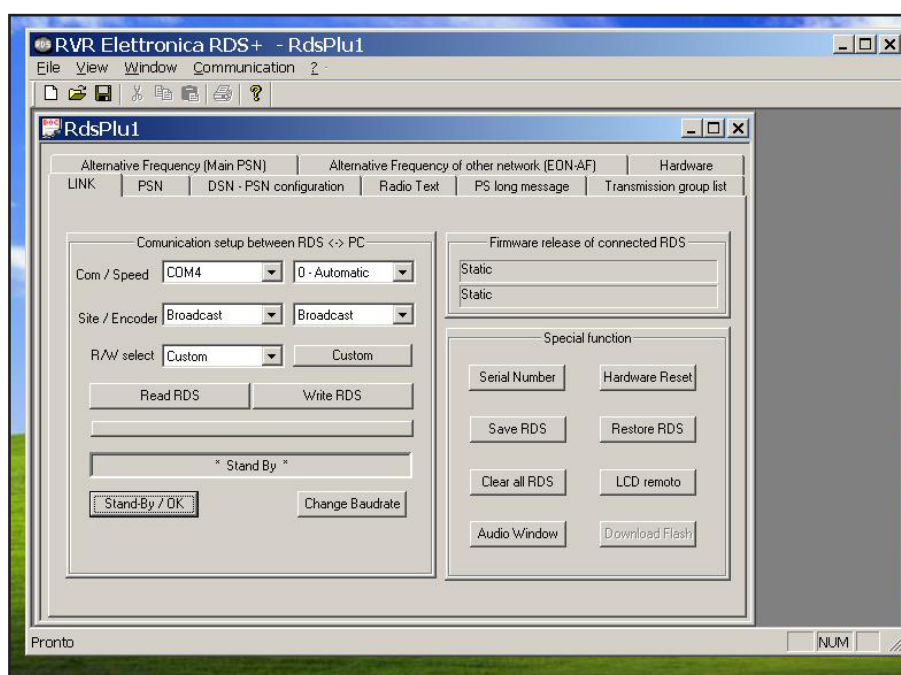 RDS RVR Elettronica RDS+ - RdsPlu1
File View Window Communication ?
RdsPlu1
Alternative Frequency (Main PSN) Alternative Frequency of other network (EON-AF) Hardware
LINK PSN DSN - PSN configuration Radio Text PS long message Transmission group list
Comunication setup between RDS <-> PC
Com / Speed COM4 0 - Automatic
Site / Encoder Broadcast Broadcast
R/W select Custom Custom
Read RDS Write RDS
* Stand By *
Stand-By / OK Change Baudrate
Firmware release of connected RDS
Static
Static
Special function
Serial Number Hardware Reset
Save RDS Restore RDS
Clear all RDS LCD remoto
Audio Window Download Flash
Pronto NUM